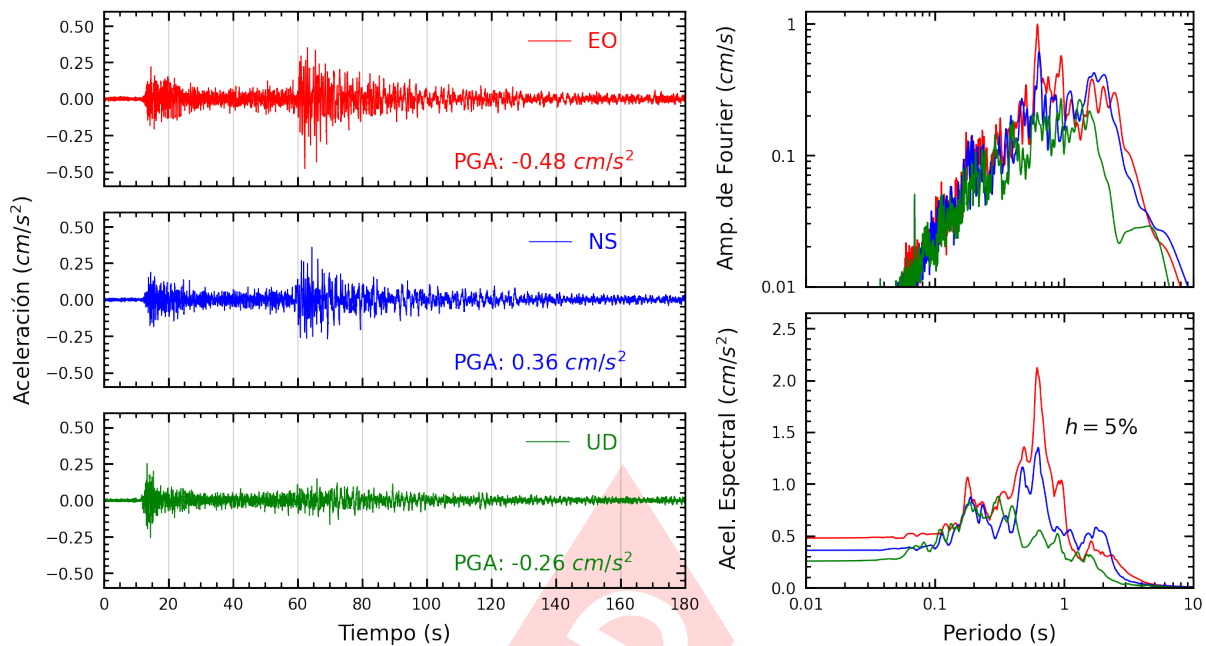 Aceleración (cm/s²)
0.50
0.25
0.00
−0.25
−0.50
EO
PGA: -0.48 cm/s²
0.50
0.25
0.00
−0.25
−0.50
NS
PGA: 0.36 cm/s²
0.50
0.25
0.00
−0.25
−0.50
UD
PGA: -0.26 cm/s²
0 20 40 60 80 100 120 140 160 180
Tiempo (s)
Amp. de Fourier (cm/s)
1
0.1
0.01
Acel. Espectral (cm/s²)
2.5
2.0
1.5
1.0
0.5
0.0
h = 5%
0.01 0.1 1 10
Periodo (s)